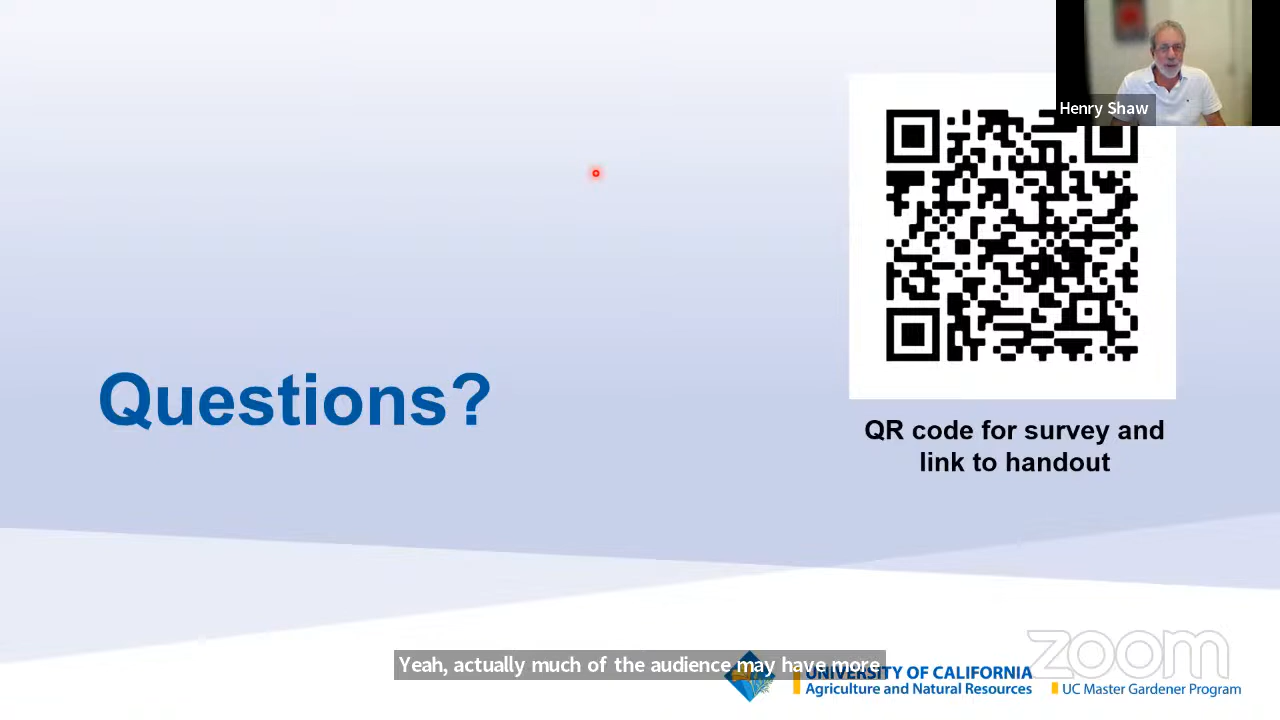 Henry Shaw
Questions?
QR code for survey and
link to handout
Yeah, actually much of the audience may have more
UNIVERSITY OF CALIFORNIA
Agriculture and Natural Resources
UC Master Gardener Program
zoom